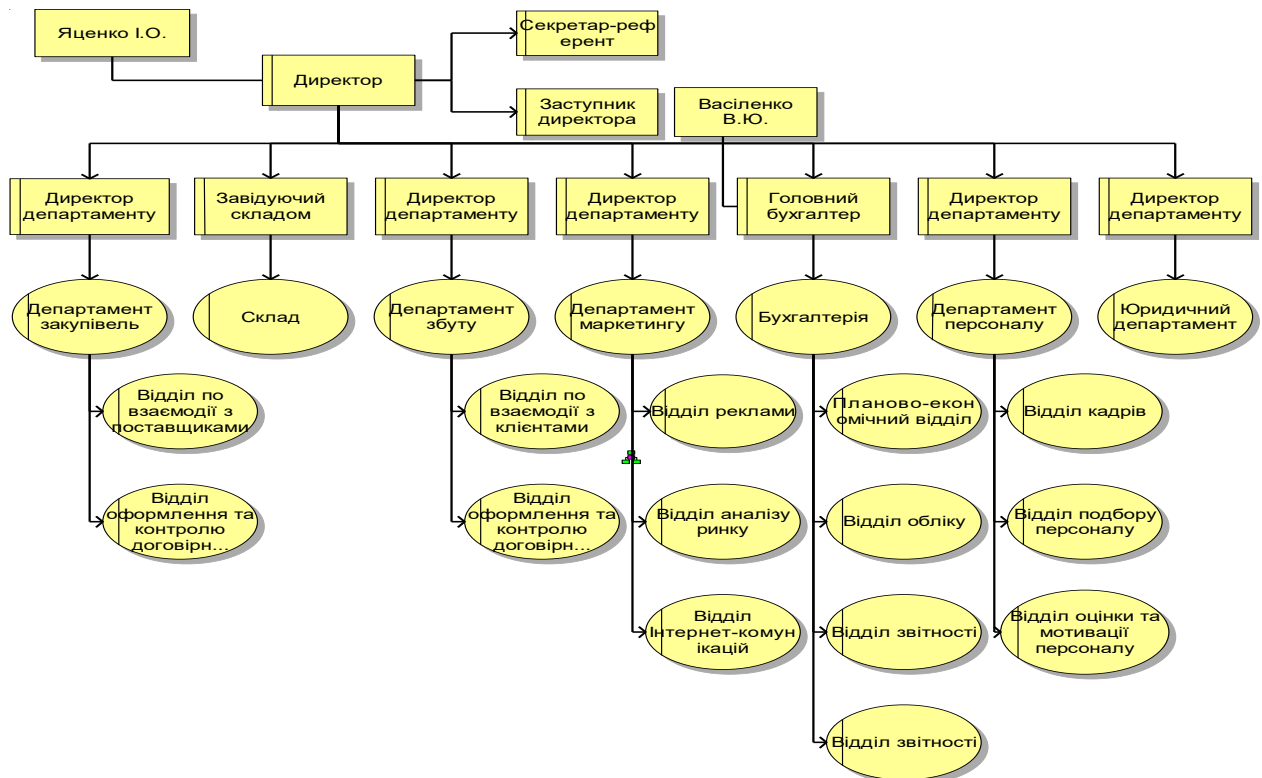 Яценко І.О.
Секретар-реф
ерент
Директор
Заступник
директора
Васіленко
В.Ю.
Директор
департаменту
Завідуючий
складом
Директор
департаменту
Директор
департаменту
Головний
бухгалтер
Директор
департаменту
Директор
департаменту
Департамент
закупівель
Склад
Департамент
збуту
Департамент
маркетингу
Бухгалтерія
Департамент
персоналу
Юридичний
департамент
Відділ по
взаємодії з
поставщиками
Відділ по
взаємодії з
клієнтами
Відділ реклами
Планово-екон
омічний відділ
Відділ кадрів
Відділ
оформлення та
контролю
договірн...
Відділ
оформлення та
контролю
договірн...
Відділ аналізу
ринку
Відділ обліку
Відділ подбору
персоналу
Відділ
Інтернет-комун
ікацій
Відділ звітності
Відділ оцінки та
мотивації
персоналу
Відділ звітності